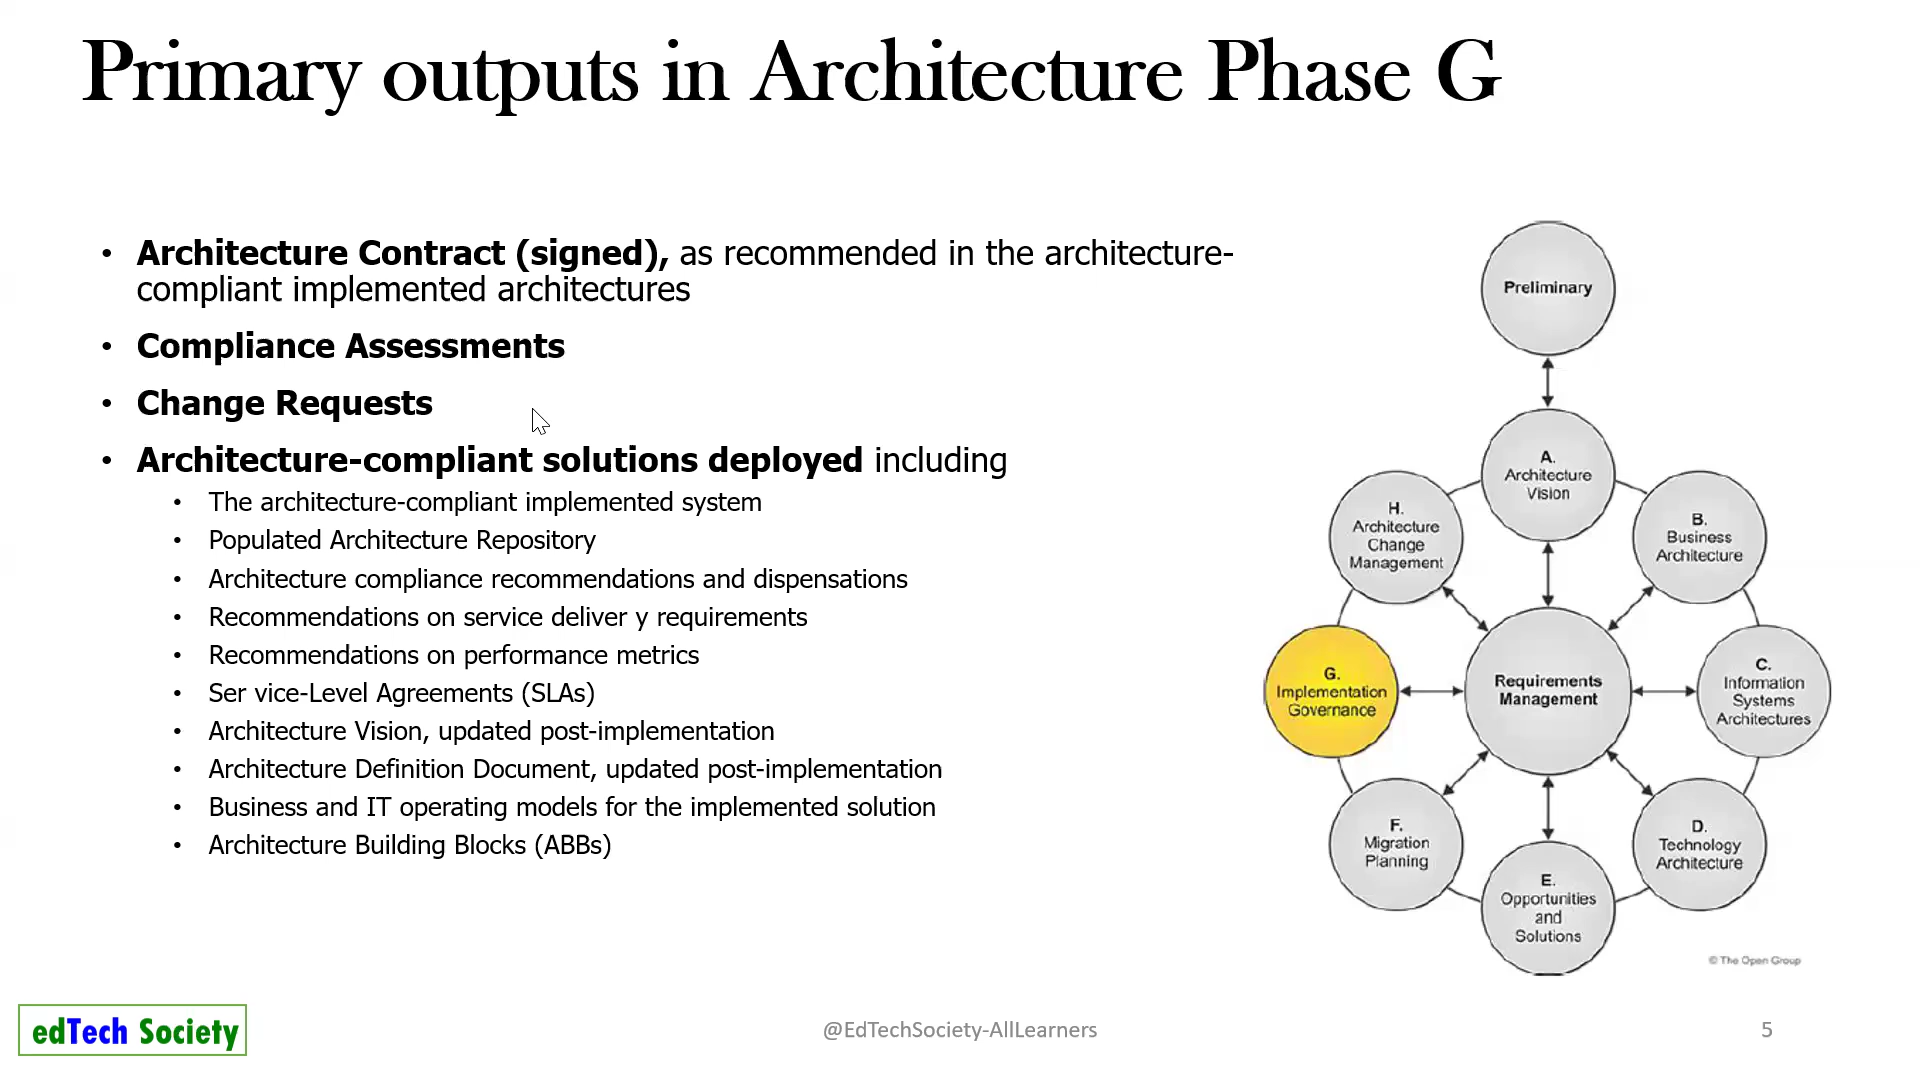 Primary outputs in Architecture Phase G
• Architecture Contract (signed), as recommended in the architecture-
compliant implemented architectures
• Compliance Assessments
• Change Requests
• Architecture-compliant solutions deployed including
• The architecture-compliant implemented system
• Populated Architecture Repository
• Architecture compliance recommendations and dispensations
• Recommendations on service deliver y requirements
• Recommendations on performance metrics
• Ser vice-Level Agreements (SLAs)
• Architecture Vision, updated post-implementation
• Architecture Definition Document, updated post-implementation
• Business and IT operating models for the implemented solution
• Architecture Building Blocks (ABBs)
Preliminary
A.
Architecture
Vision
B.
Business
Architecture
C.
Information
Systems
Architectures
D.
Technology
Architecture
E.
Opportunities
and
Solutions
F.
Migration
Planning
G.
Implementation
Governance
H.
Architecture
Change
Management
Requirements
Management
© The Open Group
edTech Society
@EdTechSociety-AllLearners
5